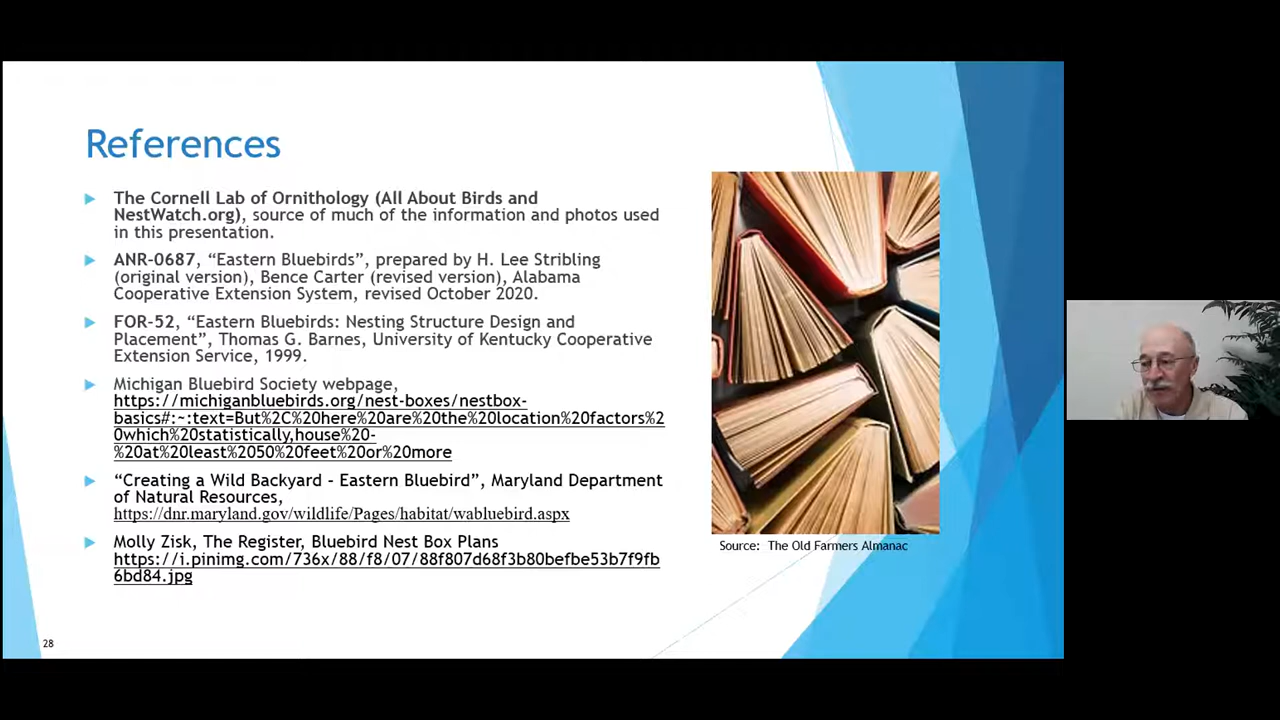 References
The Cornell Lab of Ornithology (All About Birds and
NestWatch.org), source of much of the information and photos used
in this presentation.
ANR-0687, “Eastern Bluebirds”, prepared by H. Lee Stribling
(original version), Bence Carter (revised version), Alabama
Cooperative Extension System, revised October 2020.
FOR-52, “Eastern Bluebirds: Nesting Structure Design and
Placement”, Thomas G. Barnes, University of Kentucky Cooperative
Extension Service, 1999.
Michigan Bluebird Society webpage,
https://michiganbluebirds.org/nest-boxes/nestbox-
basics#:~:text=But%2C%20here%20are%20the%20location%20factors%2
0which%20statistically,house%20-
%20at%20least%2050%20feet%20or%20more
“Creating a Wild Backyard – Eastern Bluebird”, Maryland Department
of Natural Resources,
https://dnr.maryland.gov/wildlife/Pages/habitat/wabluebird.aspx
Molly Zisk, The Register, Bluebird Nest Box Plans
https://i.pinimg.com/736x/88/f8/07/88f807d68f3b80befbe53b7f9fb
6bd84.jpg
Source: The Old Farmers Almanac
28